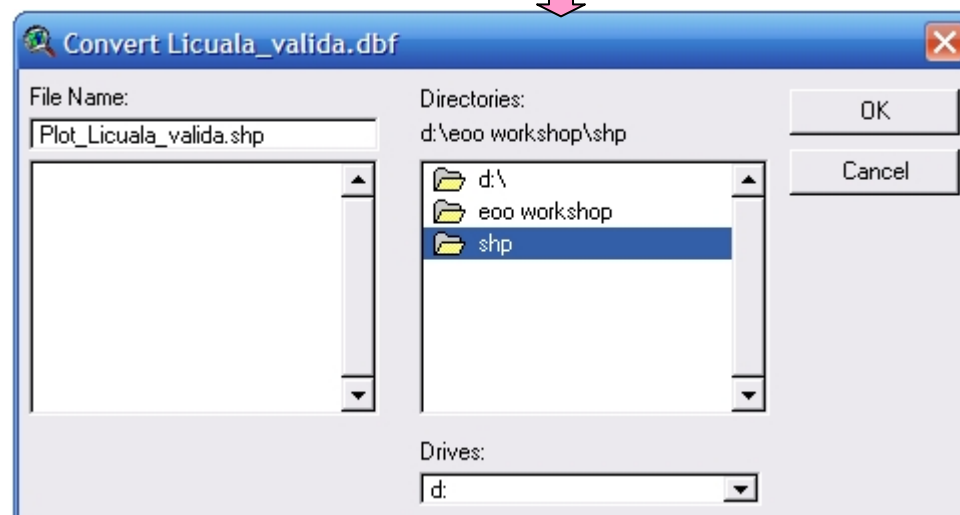 Convert Licuala_valida.dbf
File Name:
Plot_Licuala_valida.shp
Directories:
d:\eoo workshop\shp
d:\
eoo workshop
shp
Drives:
d:
OK
Cancel